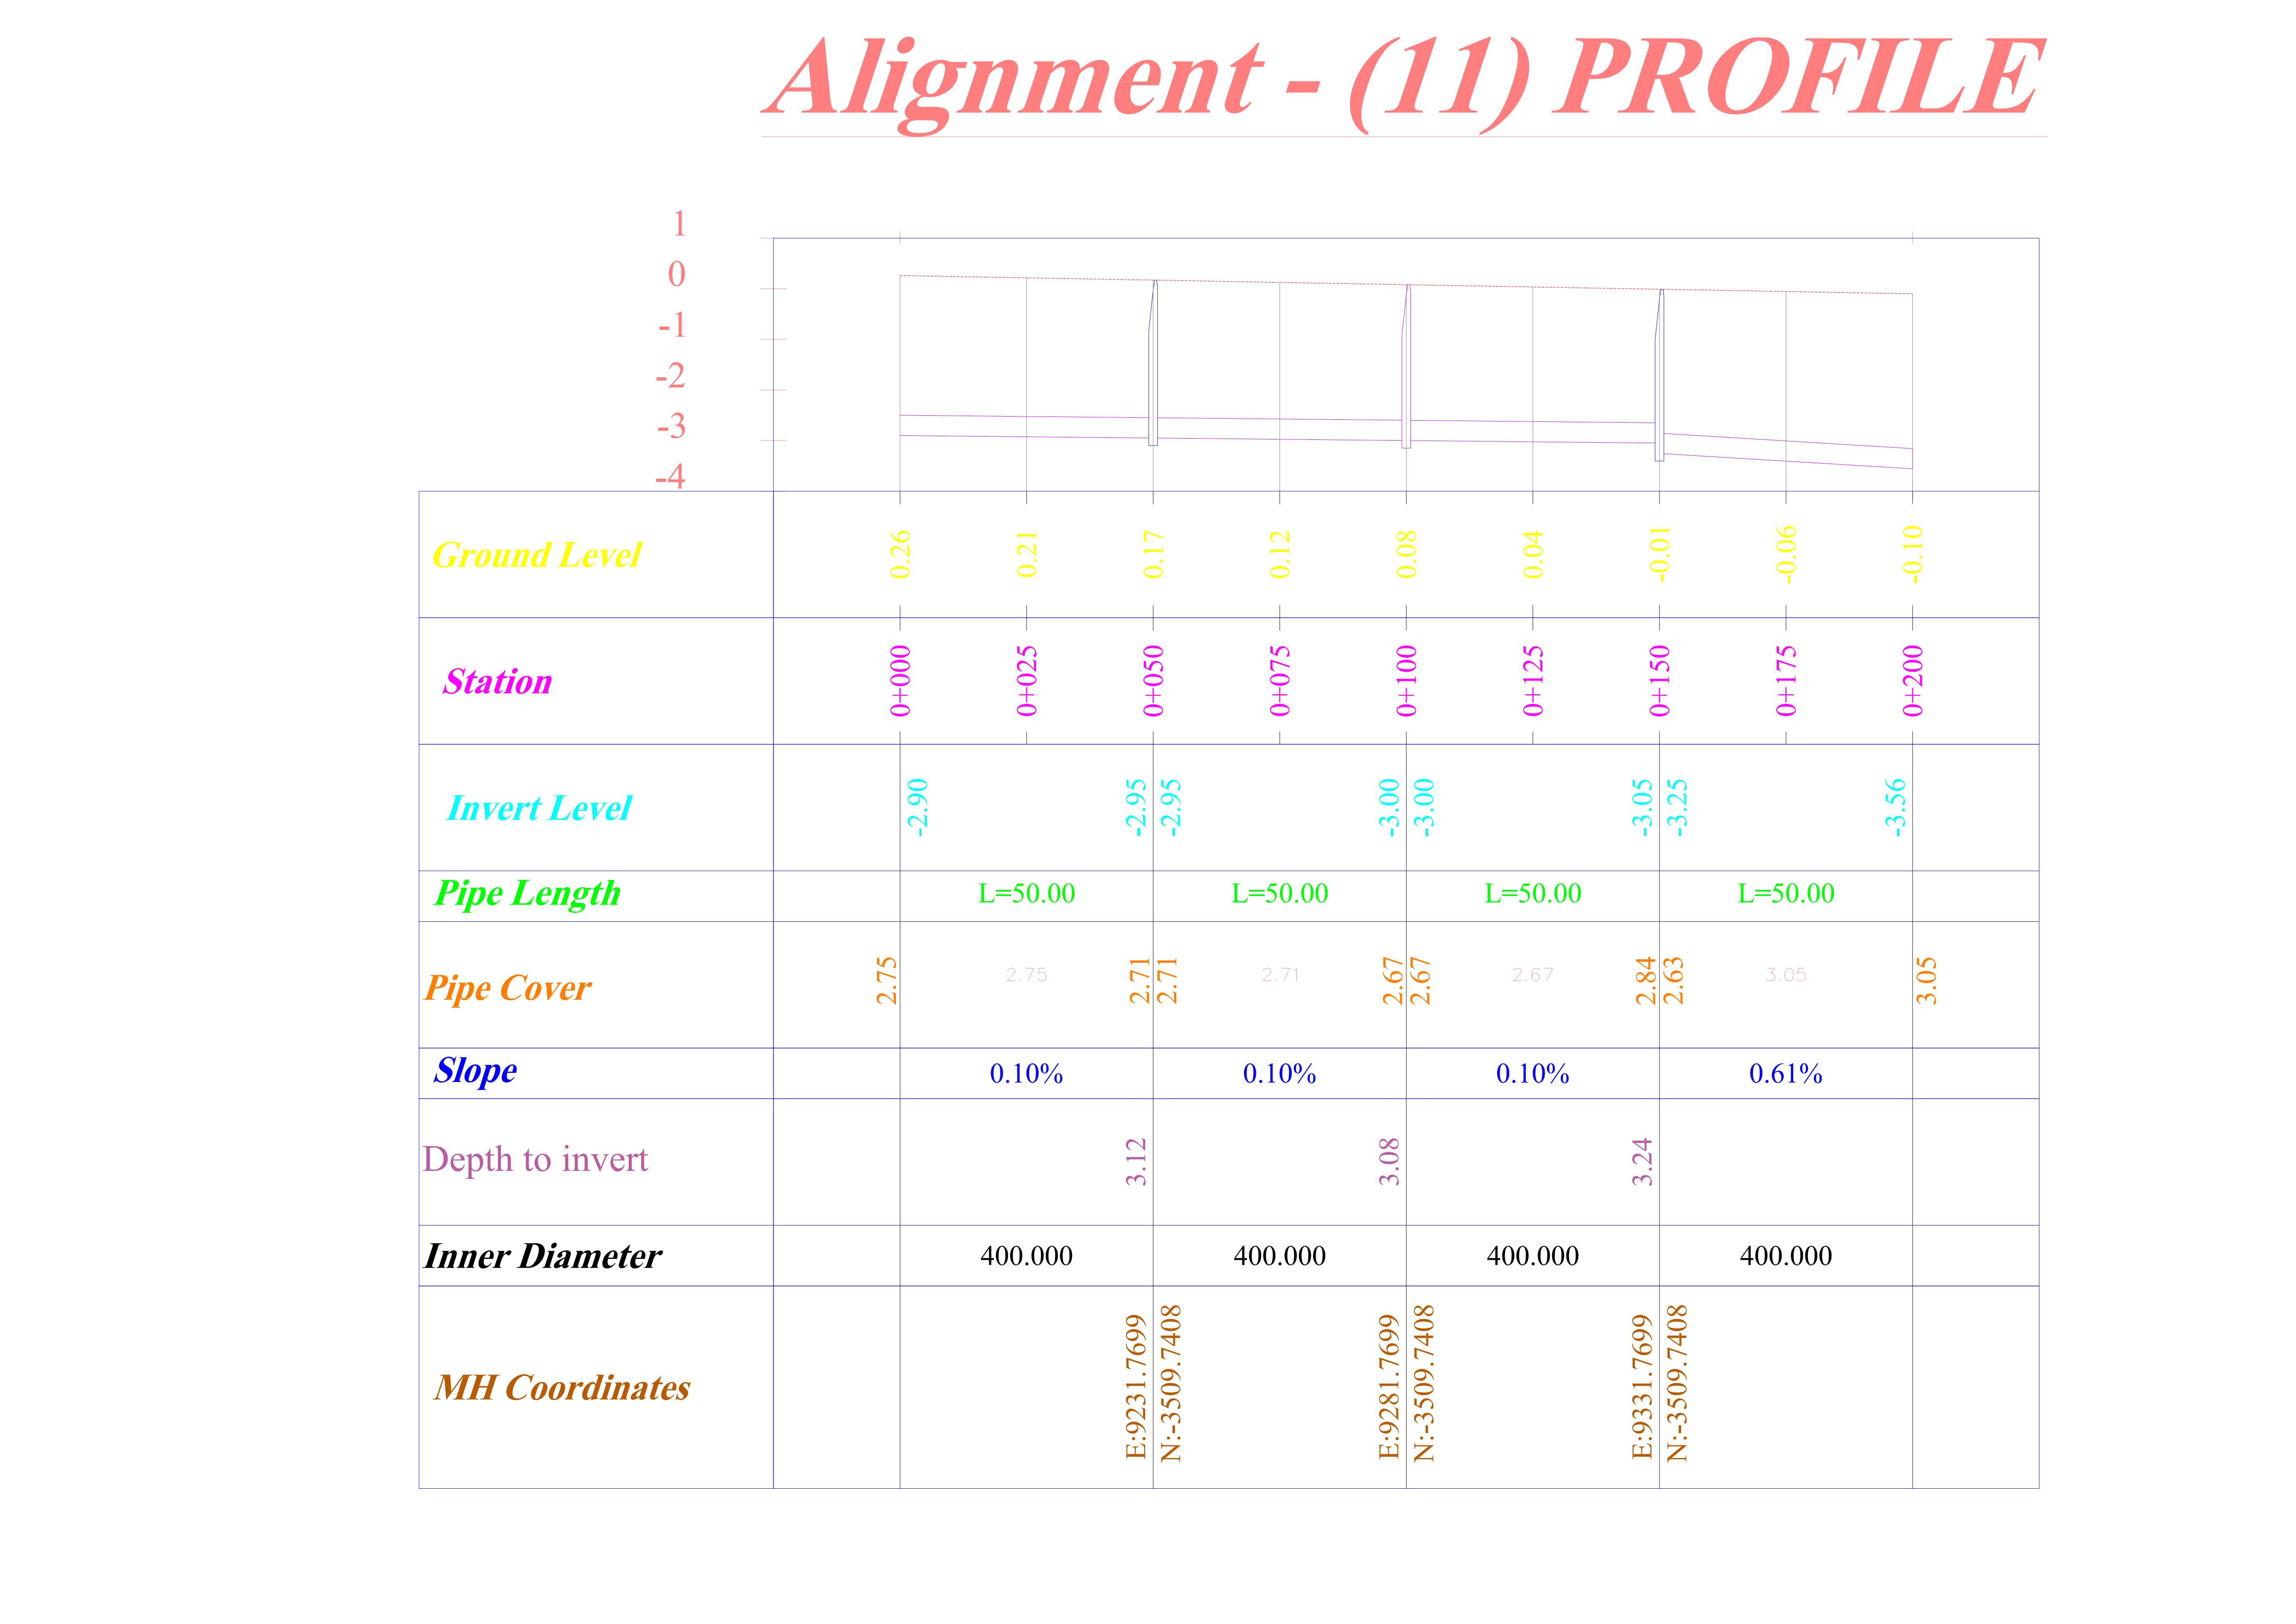 Alignment - (11) PROFILE
1
0
-1
-2
-3
-4
Ground Level 0.26 0.21 0.17 0.12 0.08 0.04 -0.01 -0.06 -0.10
Station 0+000 0+025 0+050 0+075 0+100 0+125 0+150 0+175 0+200
Invert Level -2.90 -2.95 -2.95 -3.00 -3.00 -3.05 -3.25 -3.56
Pipe Length L=50.00 L=50.00 L=50.00 L=50.00
Pipe Cover 2.75 2.75 2.71 2.71 2.71 2.67 2.67 2.67 2.84 2.63 3.05 3.05
Slope 0.10% 0.10% 0.10% 0.61%
Depth to invert 3.12 3.08 3.24
Inner Diameter 400.000 400.000 400.000 400.000
MH Coordinates E:9231.7699 N:-3509.7408 E:9281.7699 N:-3509.7408 E:9331.7699 N:-3509.7408